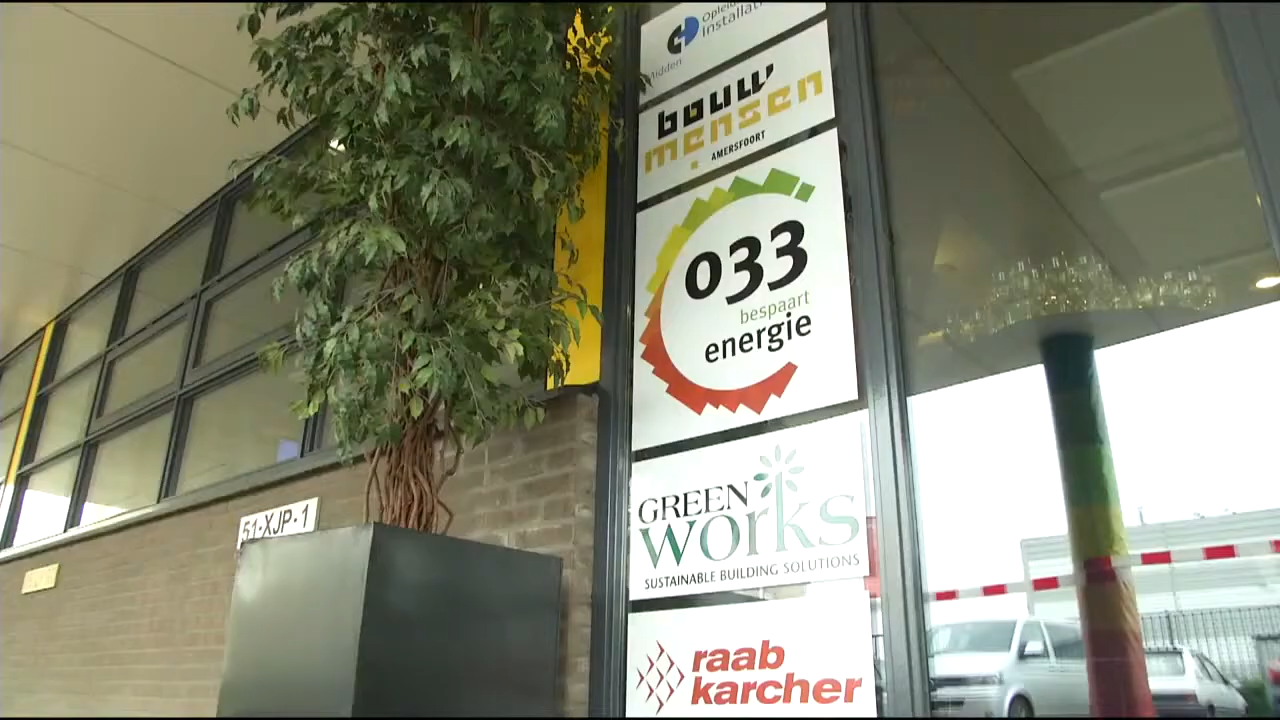 Installat
Midden
bouw
mensen
AMERSFOORT
033
bespaart
energie
GREEN
works
SUSTAINABLE BUILDING SOLUTIONS
raab
karcher
51-XJP-1